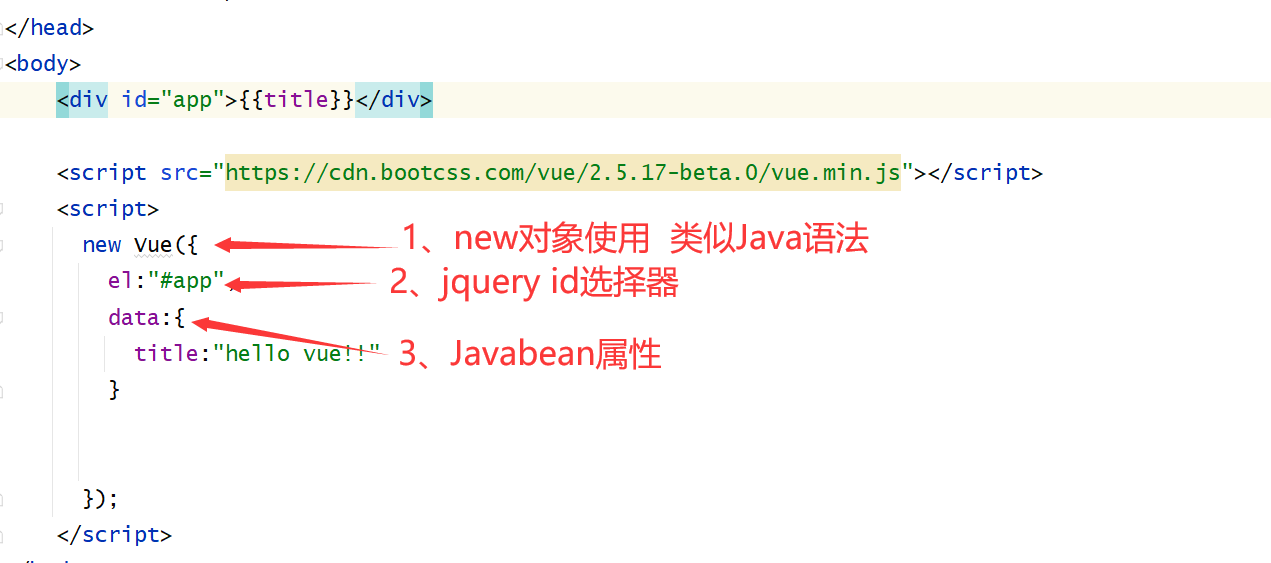 </head>
<body>
<div id="app">{{title}}</div>
<script src="https://cdn.bootcss.com/vue/2.5.17-beta.0/vue.min.js"></script>
<script>
new Vue({ 1、new对象使用 类似Java语法
el:"#app", 2、jquery id选择器
data:{
title:"hello vue!!" 3、Javabean属性
}
});
</script>